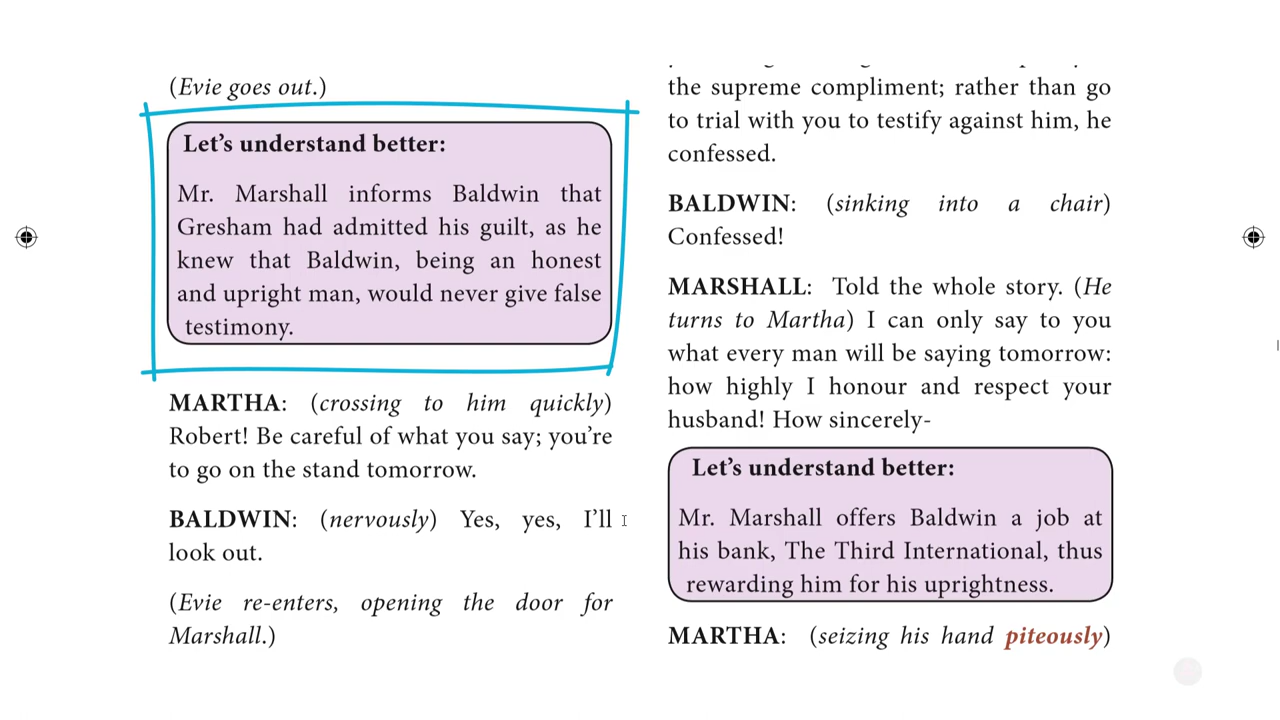 (Evie goes out.)
Let's understand better:
Mr. Marshall informs Baldwin that
Gresham had admitted his guilt, as he
knew that Baldwin, being an honest
and upright man, would never give false
testimony.
MARTHA: (crossing to him quickly)
Robert! Be careful of what you say; you're
to go on the stand tomorrow.
BALDWIN: (nervously) Yes, yes, I'll
look out.
(Evie re-enters, opening the door for
Marshall.)
the supreme compliment; rather than go
to trial with you to testify against him, he
confessed.
BALDWIN: (sinking into a chair)
Confessed!
MARSHALL: Told the whole story. (He
turns to Martha) I can only say to you
what every man will be saying tomorrow:
how highly I honour and respect your
husband! How sincerely-
Let's understand better:
Mr. Marshall offers Baldwin a job at
his bank, The Third International, thus
rewarding him for his uprightness.
MARTHA: (seizing his hand piteously)